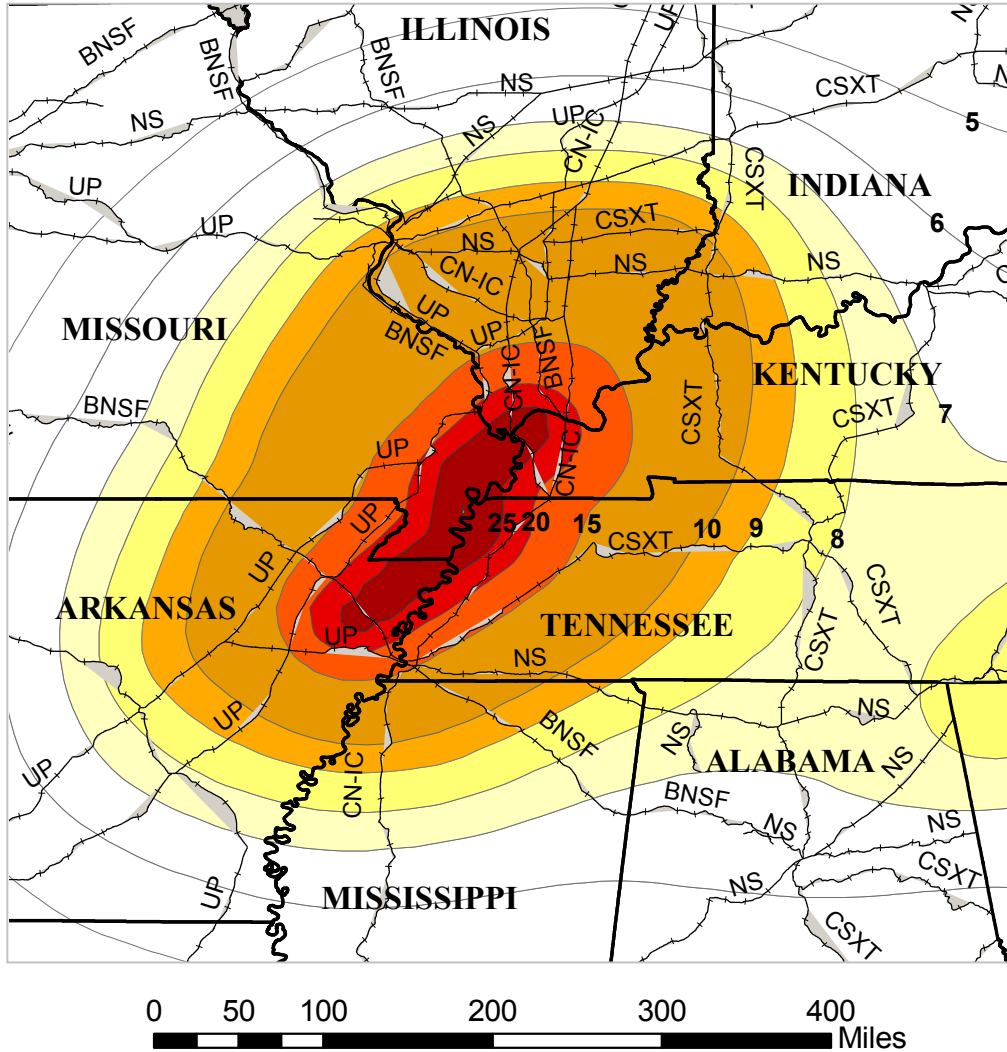 ILLINOIS
UP
UP
NS
BNSF
BNSF
BNSF
NS
CSXT
N
NS
UP
CN-IC
NS
5
CSXT
INDIANA
UP
UP
CSXT
6
NS
CN-IC
NS
NS
C
UP
MISSOURI
BNSF
UP
CN-IC
BNSF
KENTUCKY
BNSF
CSXT
CSXT
7
UP
CN-IC
UP
25
20
15
10
9
8
CSXT
UP
ARKANSAS
TENNESSEE
CSXT
CSXT
UP
NS
UP
BNSF
NS
NS
ALABAMA
NS
UP
CN-IC
BNSF
NS
NS
CSXT
UP
NS
MISSISSIPPI
CSXT
0
50
100
200
300
400
Miles